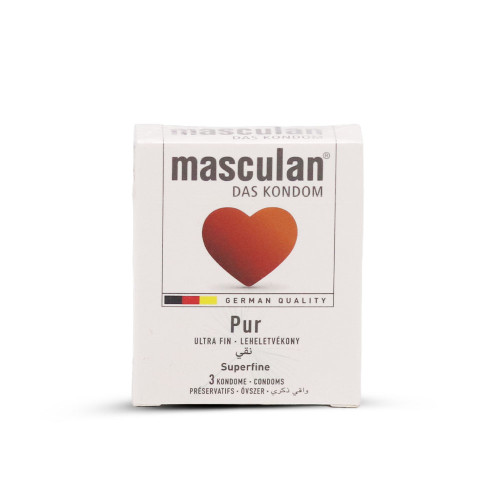 masculan
masculan®
DAS KONDOM
GERMAN QUALITY
Pur
ULTRA FIN - LEHELETVÉKONY
نقي
Superfine
3 KONDOME - CONDOMS
PRÉSERVATIFS - ÓVSZER - واقي ذكري